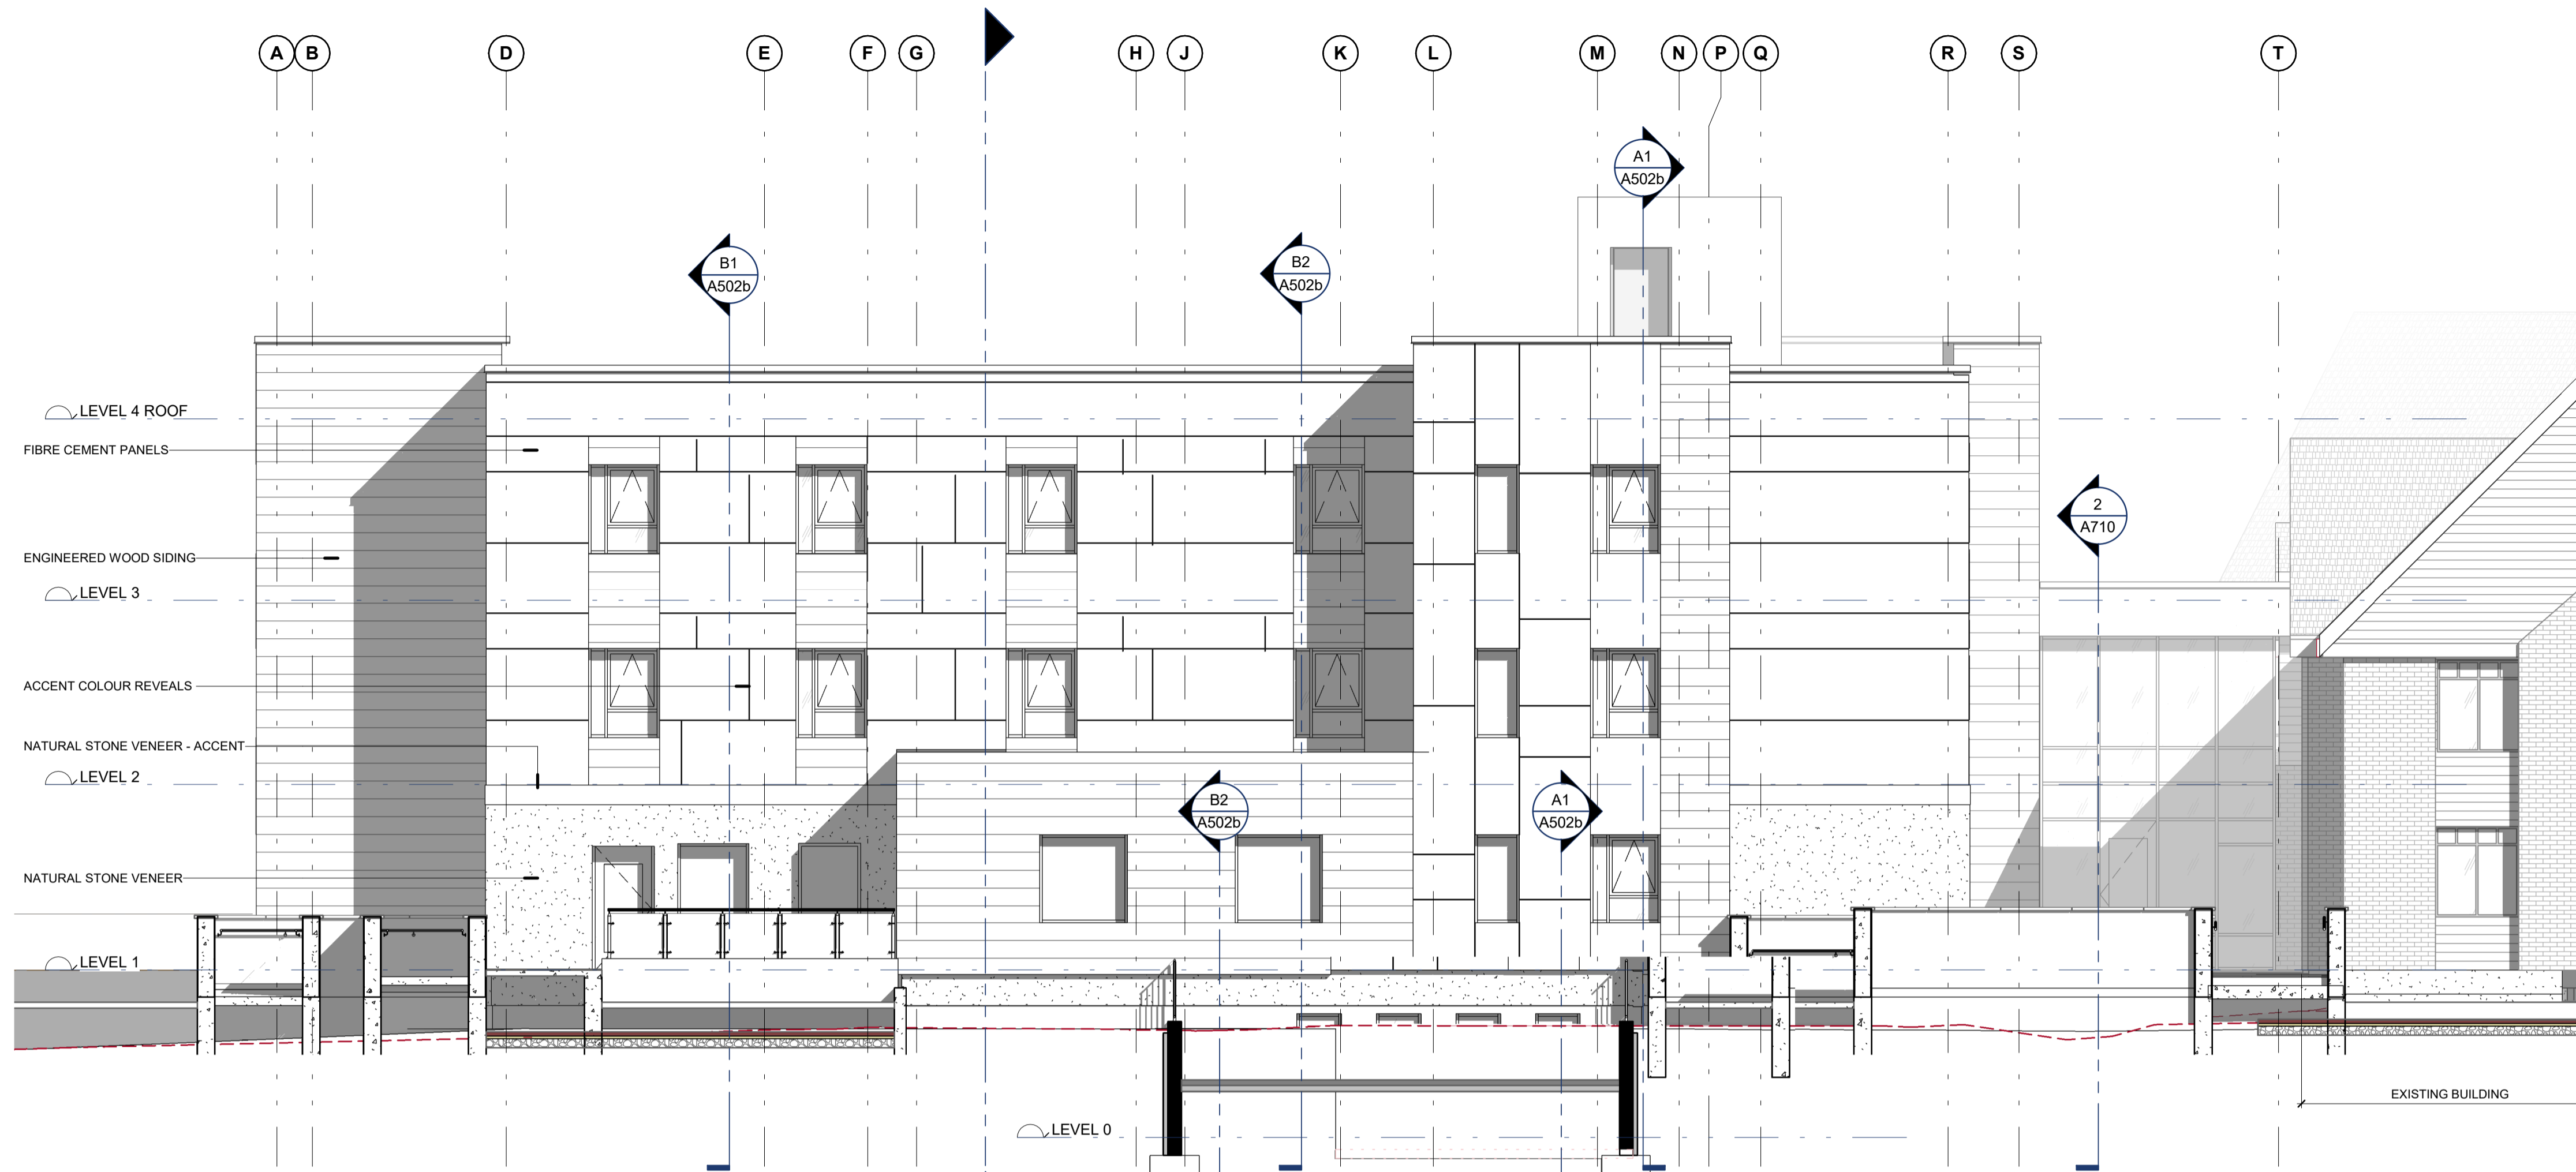 A B D E F G H J K L M N P Q R S T
A1
A502b
B1
A502b
B2
A502b
LEVEL 4 ROOF
FIBRE CEMENT PANELS
2
A710
ENGINEERED WOOD SIDING
LEVEL 3
ACCENT COLOUR REVEALS
NATURAL STONE VENEER - ACCENT
LEVEL 2
B2
A502b
A1
A502b
NATURAL STONE VENEER
LEVEL 1
EXISTING BUILDING
LEVEL 0